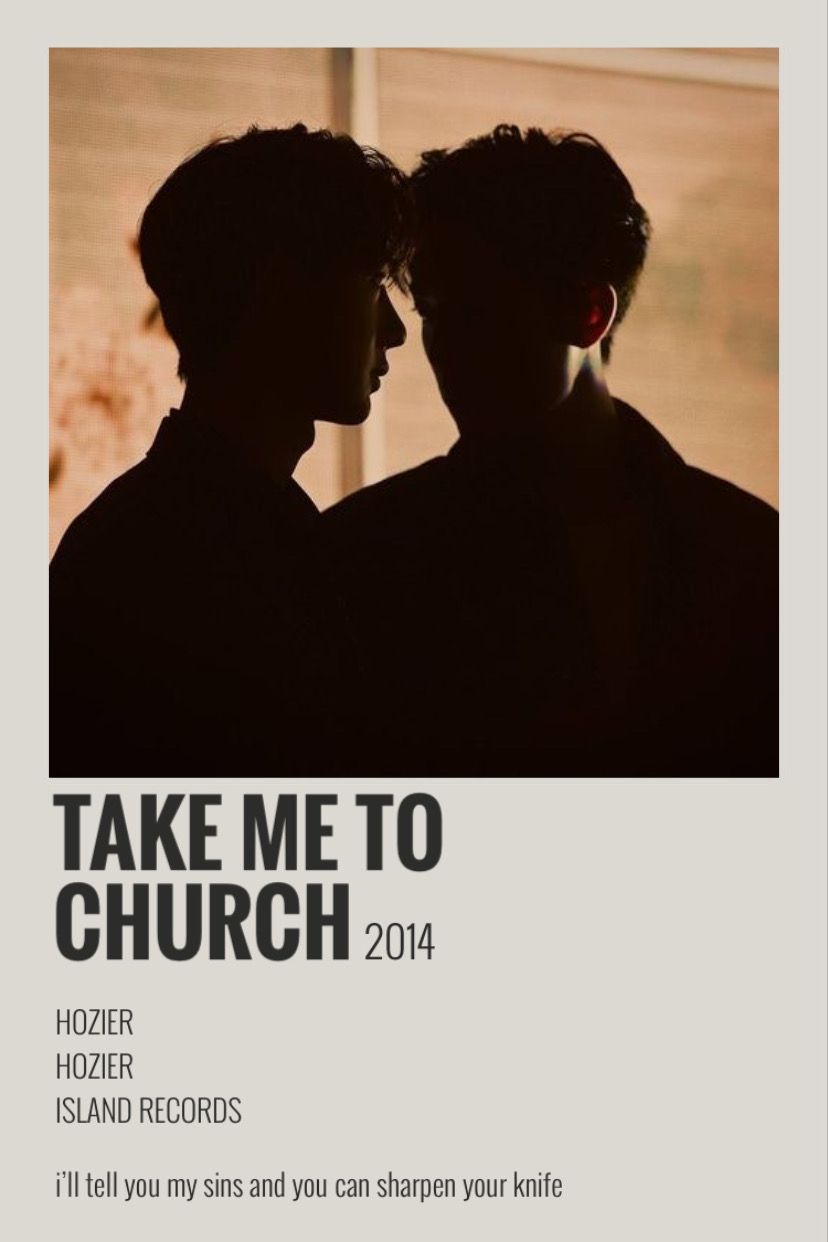 TAKE ME TO
CHURCH 2014
HOZIER
HOZIER
ISLAND RECORDS
i'll tell you my sins and you can sharpen your knife